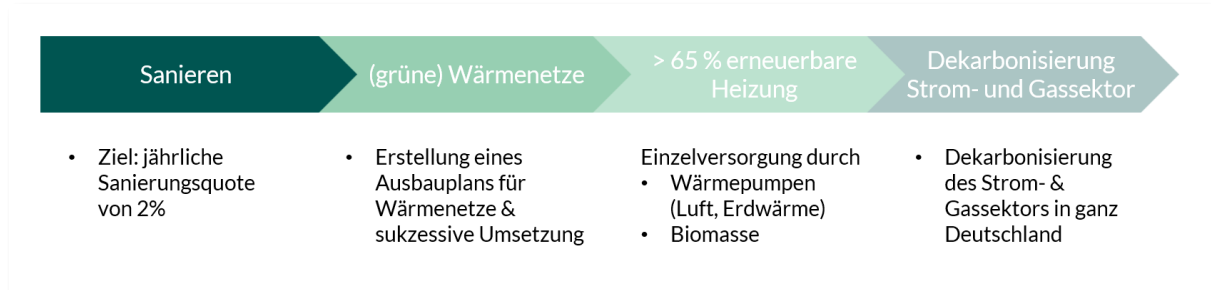 Sanieren
(grüne) Wärmenetze
> 65 % erneuerbare
Heizung
Dekarbonisierung
Strom- und Gassektor
• Ziel: jährliche
Sanierungsquote
von 2%
• Erstellung eines
Ausbauplans für
Wärmenetze &
sukzessive Umsetzung
Einzelversorgung durch
• Wärmepumpen
(Luft, Erdwärme)
• Biomasse
• Dekarbonisierung
des Strom- &
Gassektors in ganz
Deutschland